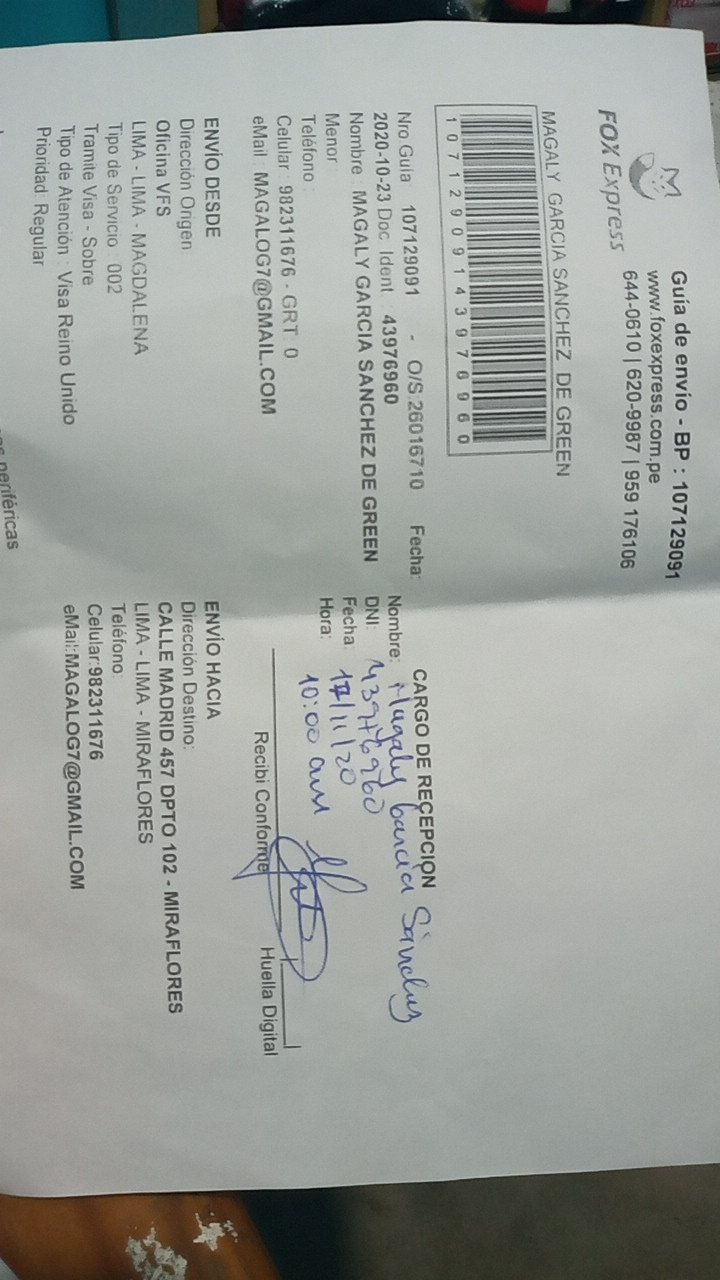 FOX Express
Guía de envío - BP : 107129091
www.foxexpress.com.pe
644-0610 | 620-9987 | 959 176106
MAGALY GARCIA SANCHEZ DE GREEN
10712909143976960
Nro Guia 107129091 - O/S:26016710 Fecha:
2020-10-23 Doc Ident 43976960
Nombre MAGALY GARCIA SANCHEZ DE GREEN
Menor
Teléfono :
Celular 982311676 - GRT: 0
eMail MAGALOG7@GMAIL.COM
CARGO DE RECEPCION
Nombre: Magaly García Sánchez
DNI: 43976960
Fecha: 17/11/20
Hora: 10:00 am
Recibi Conforme
Huella Digital
ENVÍO DESDE
Dirección Origen
Oficina VFS
LIMA - LIMA - MAGDALENA
Tipo de Servicio 002
Tramite Visa - Sobre
Tipo de Atención : Visa Reino Unido
Prioridad: Regular
ENVÍO HACIA
Dirección Destino:
CALLE MADRID 457 DPTO 102 - MIRAFLORES
LIMA - LIMA - MIRAFLORES
Teléfono:
Celular:982311676
eMail:MAGALOG7@GMAIL.COM
periféricas